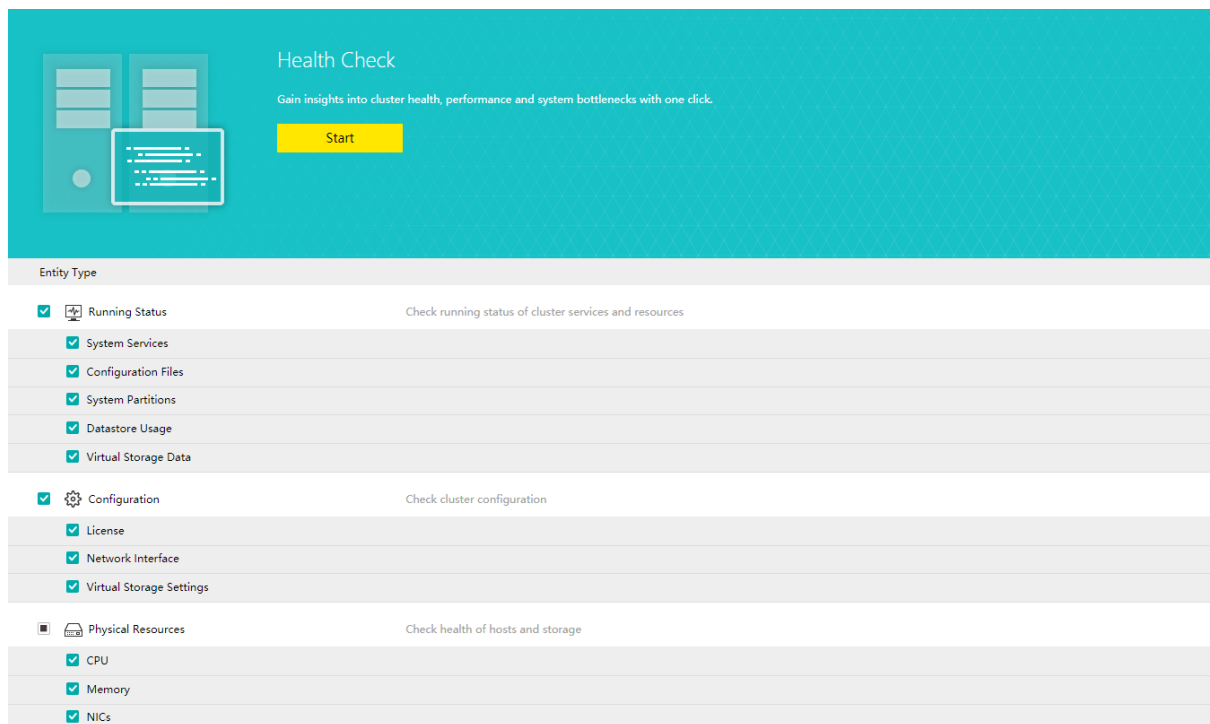 Health Check
Gain insights into cluster health, performance and system bottlenecks with one click.
Start
Entity Type
Running Status Check running status of cluster services and resources
System Services
Configuration Files
System Partitions
Datastore Usage
Virtual Storage Data
Configuration Check cluster configuration
License
Network Interface
Virtual Storage Settings
Physical Resources Check health of hosts and storage
CPU
Memory
NICs